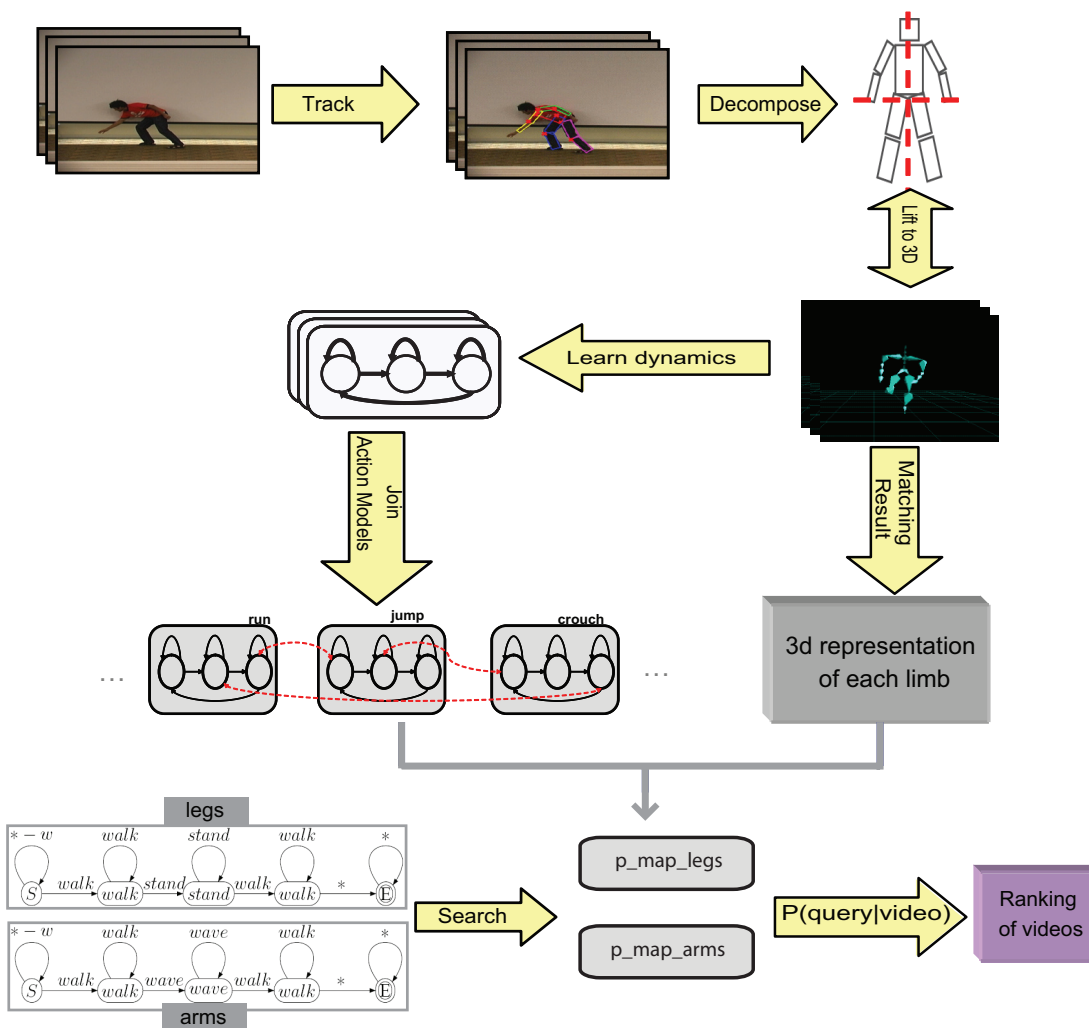 Track
Decompose
Lift to 3D
Learn dynamics
Join
Action Models
Matching
Result
run
jump
crouch
...
...
3d representation
of each limb
legs
* − w
walk
stand
walk
*
S
walk
walk
stand
stand
walk
walk
*
E
p_map_legs
Search
P(query|video)
Ranking
of videos
* − w
walk
wave
walk
*
p_map_arms
S
walk
walk
wave
wave
walk
walk
*
E
arms